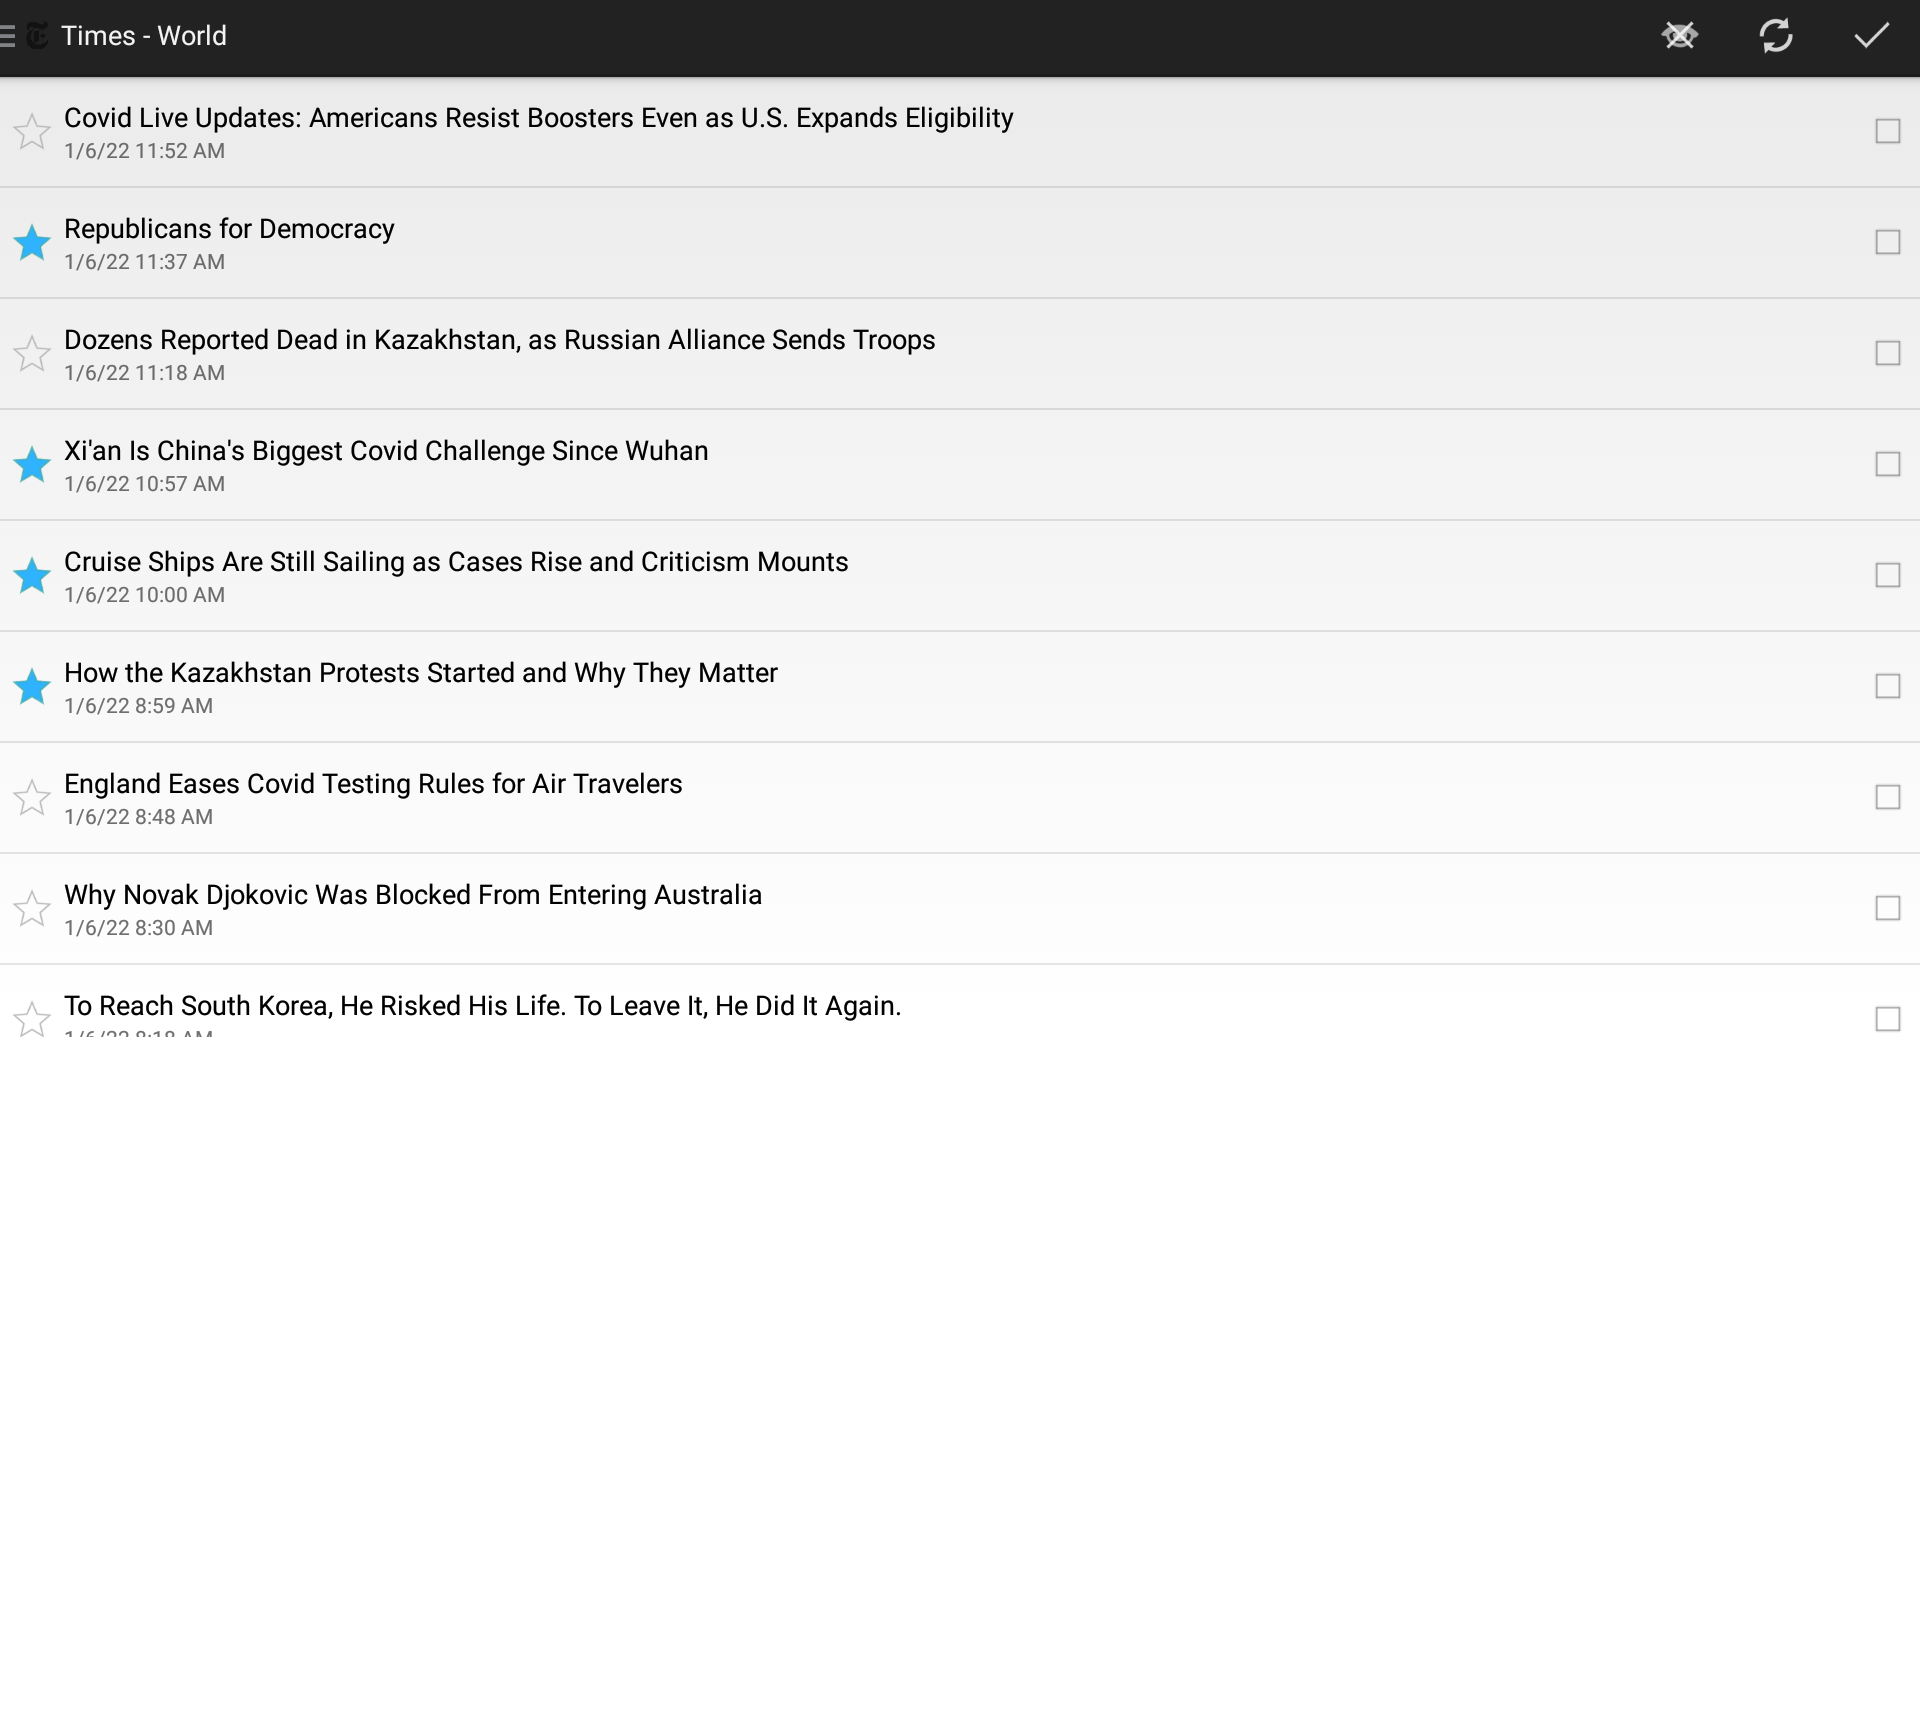 Times - World
Covid Live Updates: Americans Resist Boosters Even as U.S. Expands Eligibility
1/6/22 11:52 AM
Republicans for Democracy
1/6/22 11:37 AM
Dozens Reported Dead in Kazakhstan, as Russian Alliance Sends Troops
1/6/22 11:18 AM
Xi'an Is China's Biggest Covid Challenge Since Wuhan
1/6/22 10:57 AM
Cruise Ships Are Still Sailing as Cases Rise and Criticism Mounts
1/6/22 10:00 AM
How the Kazakhstan Protests Started and Why They Matter
1/6/22 8:59 AM
England Eases Covid Testing Rules for Air Travelers
1/6/22 8:48 AM
Why Novak Djokovic Was Blocked From Entering Australia
1/6/22 8:30 AM
To Reach South Korea, He Risked His Life. To Leave It, He Did It Again.
1/6/22 8:18 AM